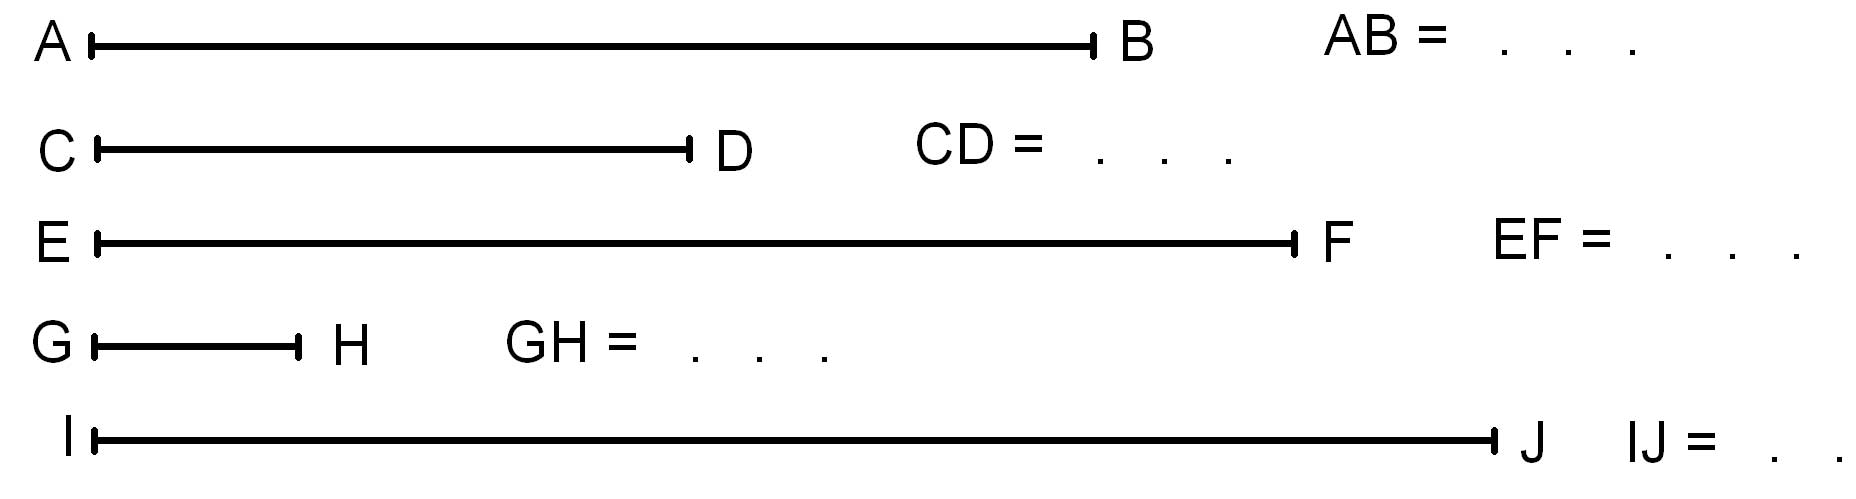 A B AB = . . .
C D CD = . . .
E F EF = . . .
G H GH = . . .
I J IJ = . .